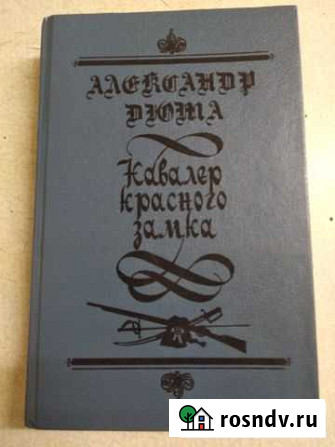 АЛЕКСАНДР
ДЮМА
Кавалер
красного
замка
rosndv.ru